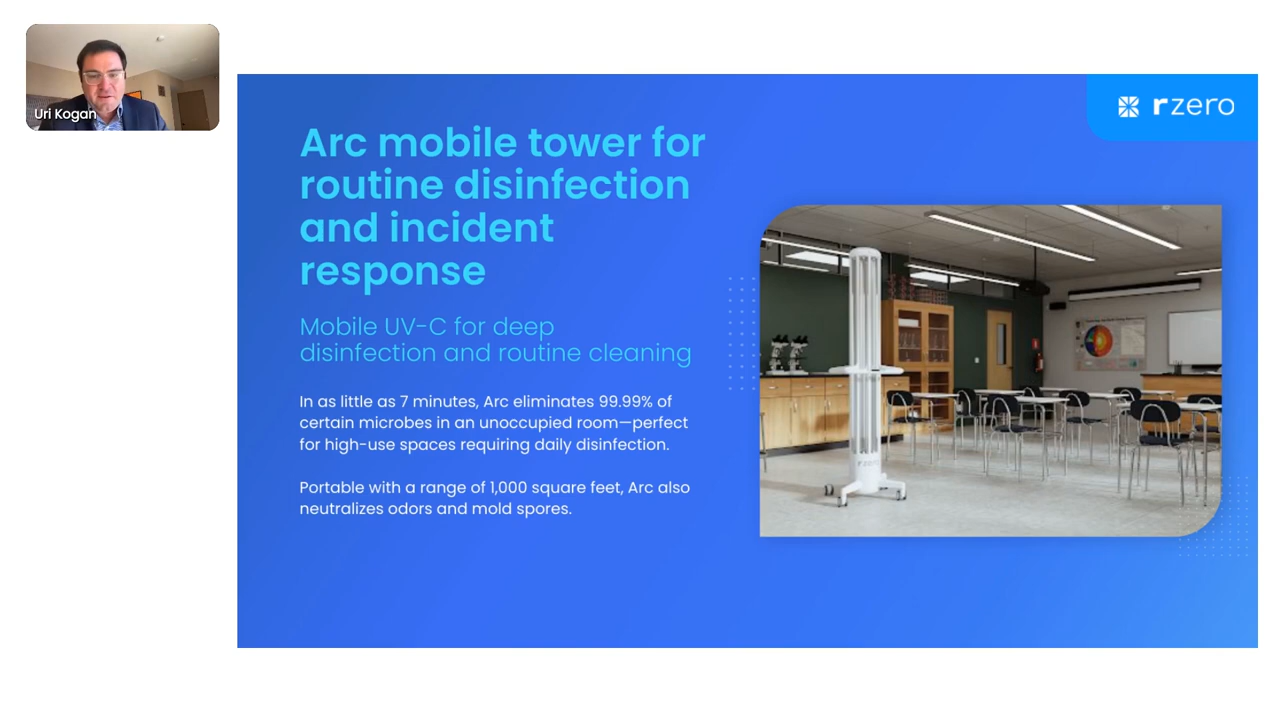 Uri Kogan
rzero
Arc mobile tower for
routine disinfection
and incident
response
Mobile UV-C for deep
disinfection and routine cleaning
In as little as 7 minutes, Arc eliminates 99.99% of
certain microbes in an unoccupied room—perfect
for high-use spaces requiring daily disinfection.
Portable with a range of 1,000 square feet, Arc also
neutralizes odors and mold spores.
rzero